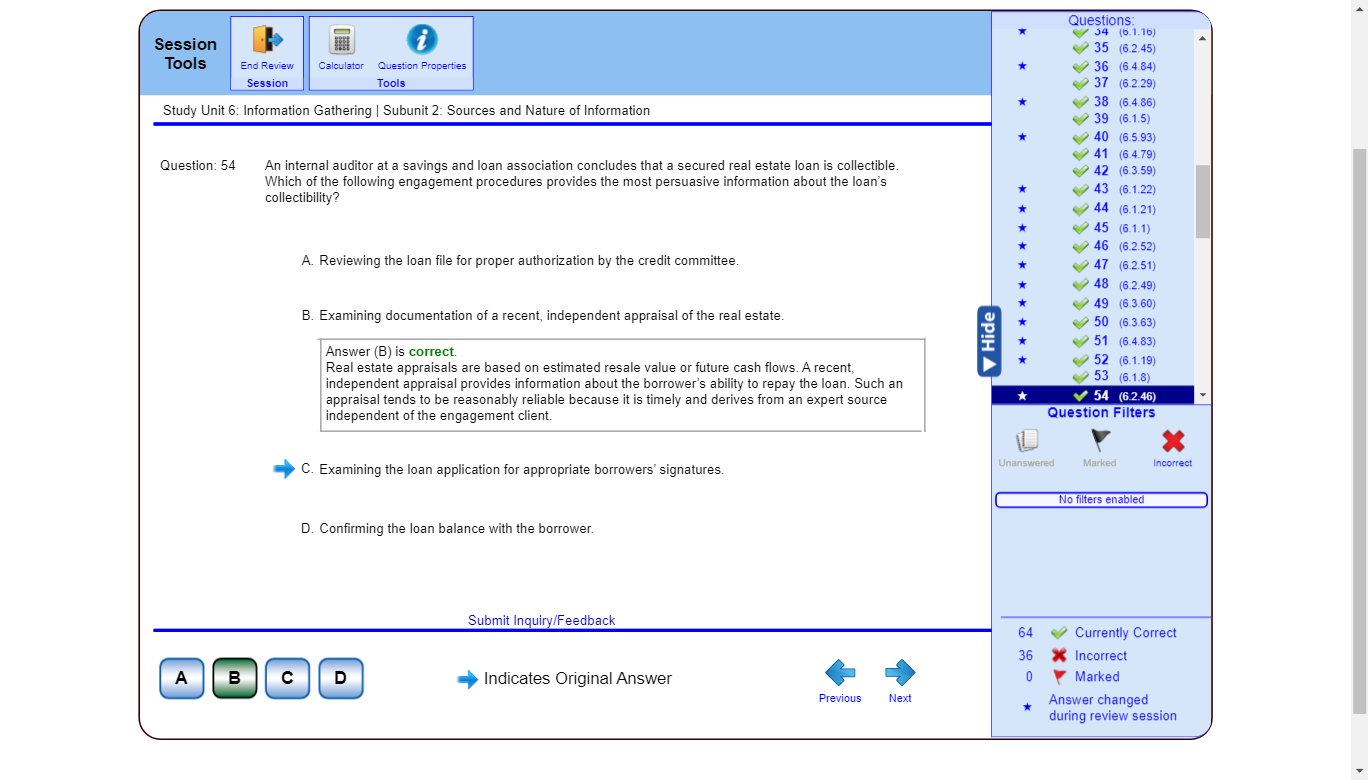 Session
Tools
End Review
Session
Calculator
Question Properties
Tools
Study Unit 6: Information Gathering | Subunit 2: Sources and Nature of Information
Question: 54
An internal auditor at a savings and loan association concludes that a secured real estate loan is collectible.
Which of the following engagement procedures provides the most persuasive information about the loan's
collectibility?
A. Reviewing the loan file for proper authorization by the credit committee.
B. Examining documentation of a recent, independent appraisal of the real estate.
Answer (B) is correct.
Real estate appraisals are based on estimated resale value or future cash flows. A recent,
independent appraisal provides information about the borrower's ability to repay the loan. Such an
appraisal tends to be reasonably reliable because it is timely and derives from an expert source
independent of the engagement client.
C. Examining the loan application for appropriate borrowers' signatures.
D. Confirming the loan balance with the borrower.
Submit Inquiry/Feedback
A B C D
Indicates Original Answer
Previous
Next
Hide
Questions:
34 (6.1.16)
35 (6.2.45)
36 (6.4.84)
37 (6.2.29)
38 (6.4.86)
39 (6.1.5)
40 (6.5.93)
41 (6.4.79)
42 (6.3.59)
43 (6.1.22)
44 (6.1.21)
45 (6.1.1)
46 (6.2.52)
47 (6.2.51)
48 (6.2.49)
49 (6.3.60)
50 (6.3.63)
51 (6.4.83)
52 (6.1.19)
53 (6.1.8)
54 (6.2.46)
Question Filters
Unanswered
Marked
Incorrect
No filters enabled
64 Currently Correct
36 Incorrect
0 Marked
Answer changed
during review session